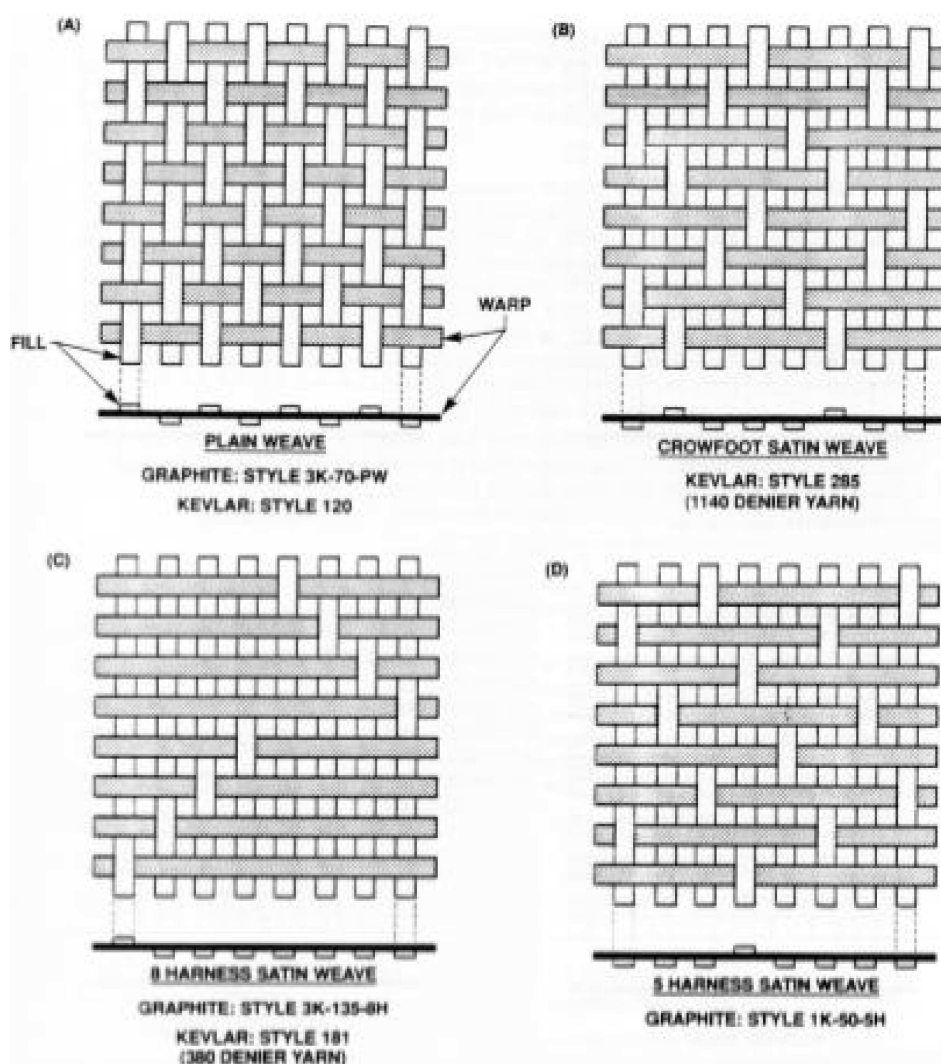 (A)
(B)
FILL
WARP
PLAIN WEAVE
GRAPHITE: STYLE 3K-70-PW
KEVLAR: STYLE 120
CROWFOOT SATIN WEAVE
KEVLAR: STYLE 285
(1140 DENIER YARN)
(C)
(D)
8 HARNESS SATIN WEAVE
GRAPHITE: STYLE 3K-135-8H
KEVLAR: STYLE 181
(380 DENIER YARN)
5 HARNESS SATIN WEAVE
GRAPHITE: STYLE 1K-50-5H